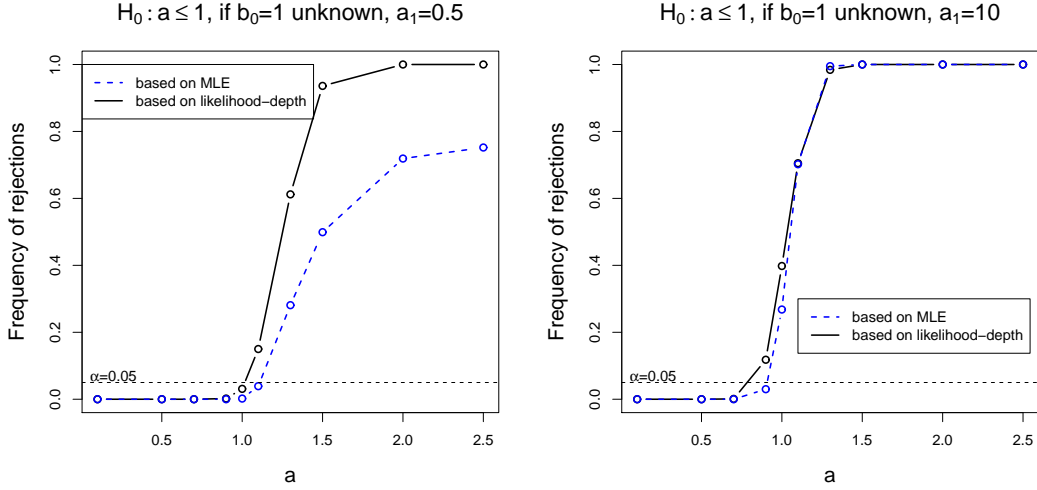 H₀ : a ≤ 1, if b₀=1 unknown, a₁=0.5
Frequency of rejections
1.0
0.8
0.6
0.4
0.2
0.0
based on MLE
based on likelihood−depth
α=0.05
0.5 1.0 1.5 2.0 2.5
a
H₀ : a ≤ 1, if b₀=1 unknown, a₁=10
Frequency of rejections
1.0
0.8
0.6
0.4
0.2
0.0
based on MLE
based on likelihood−depth
α=0.05
0.5 1.0 1.5 2.0 2.5
a